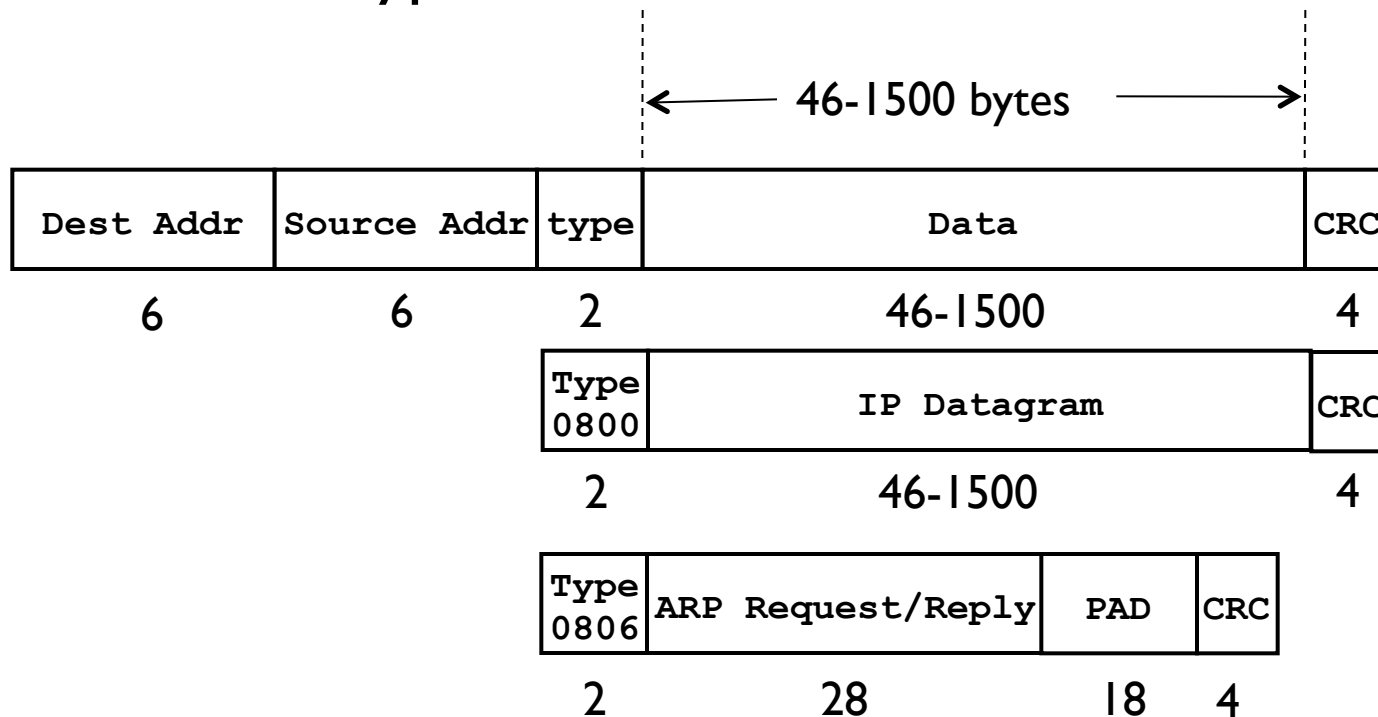 46-1500 bytes
Dest Addr Source Addr type Data CRC
6 6 2 46-1500 4
Type
0800 IP Datagram CRC
2 46-1500 4
Type
0806 ARP Request/Reply PAD CRC
2 28 18 4